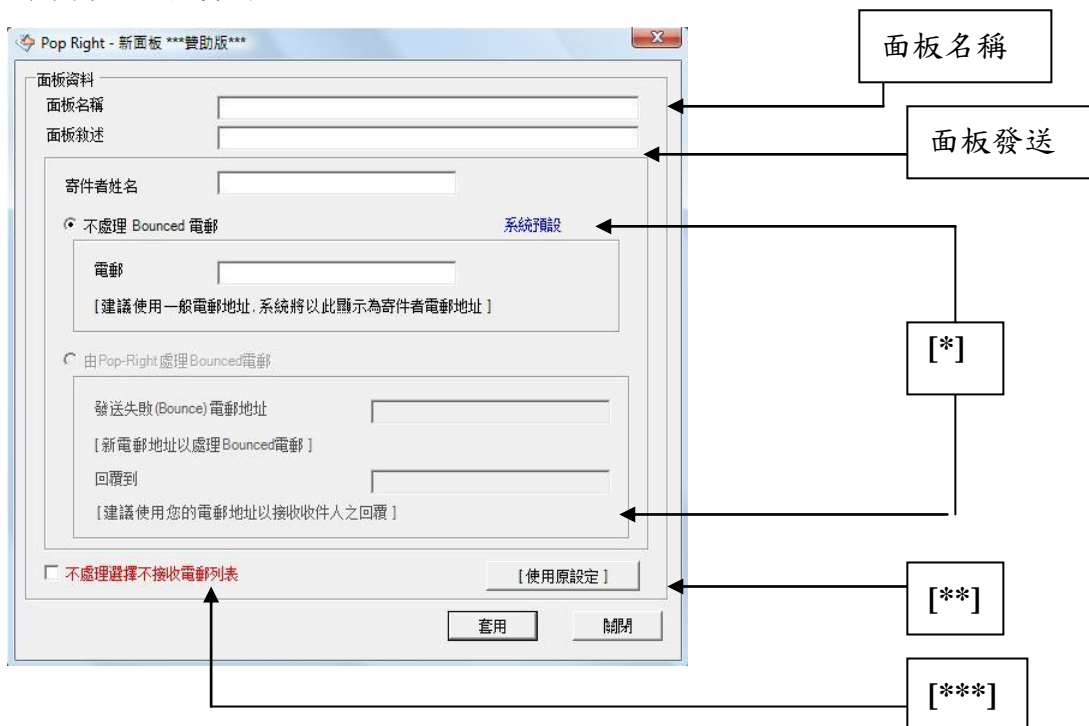 Pop Right - 新面板 ***贊助版***
面板名稱
面板資料
面板名稱
面板敘述
面板發送
寄件者姓名
不處理 Bounced 電郵
系統預設
電郵
[建議使用一般電郵地址, 系統將以此顯示為寄件者電郵地址]
[*]
由Pop-Right處理Bounced電郵
發送失敗(Bounce)電郵地址
[新電郵地址以處理Bounced電郵]
回覆到
[建議使用您的電郵地址以接收收件人之回覆]
不處理選擇不接收電郵列表
[使用原設定]
[**]
套用
關閉
[***]